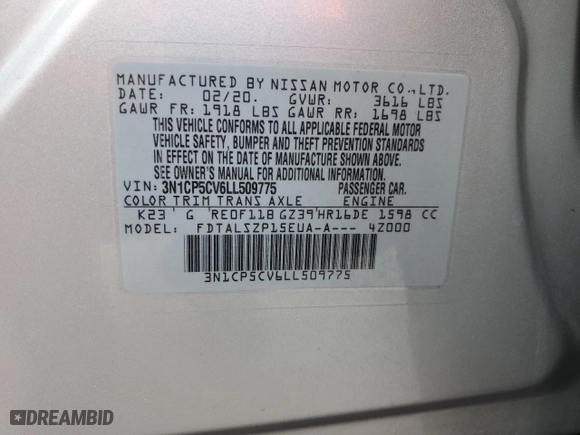 MANUFACTURED BY NISSAN MOTOR CO.,LTD.
DATE: 02/20. GVWR: 3616 LBS
GAWR FR: 1918 LBS GAWR RR: 1698 LBS
THIS VEHICLE CONFORMS TO ALL APPLICABLE FEDERAL MOTOR
VEHICLE SAFETY, BUMPER AND THEFT PREVENTION STANDARDS
IN EFFECT ON THE DATE OF MANUFACTURE SHOWN ABOVE.
SEE OWNER'S MANUAL FOR ADDITIONAL INFORMATION.
VIN: 3N1CP5CV6LL509775 PASSENGER CAR.
COLOR TRIM TRANS AXLE ENGINE
K23 G RE0F11B GZ39 HR16DE 1598 CC
MODEL: FDTALSZP15EUA-A--- 4Z000
3N1CP5CV6LL509775
DREAMBID